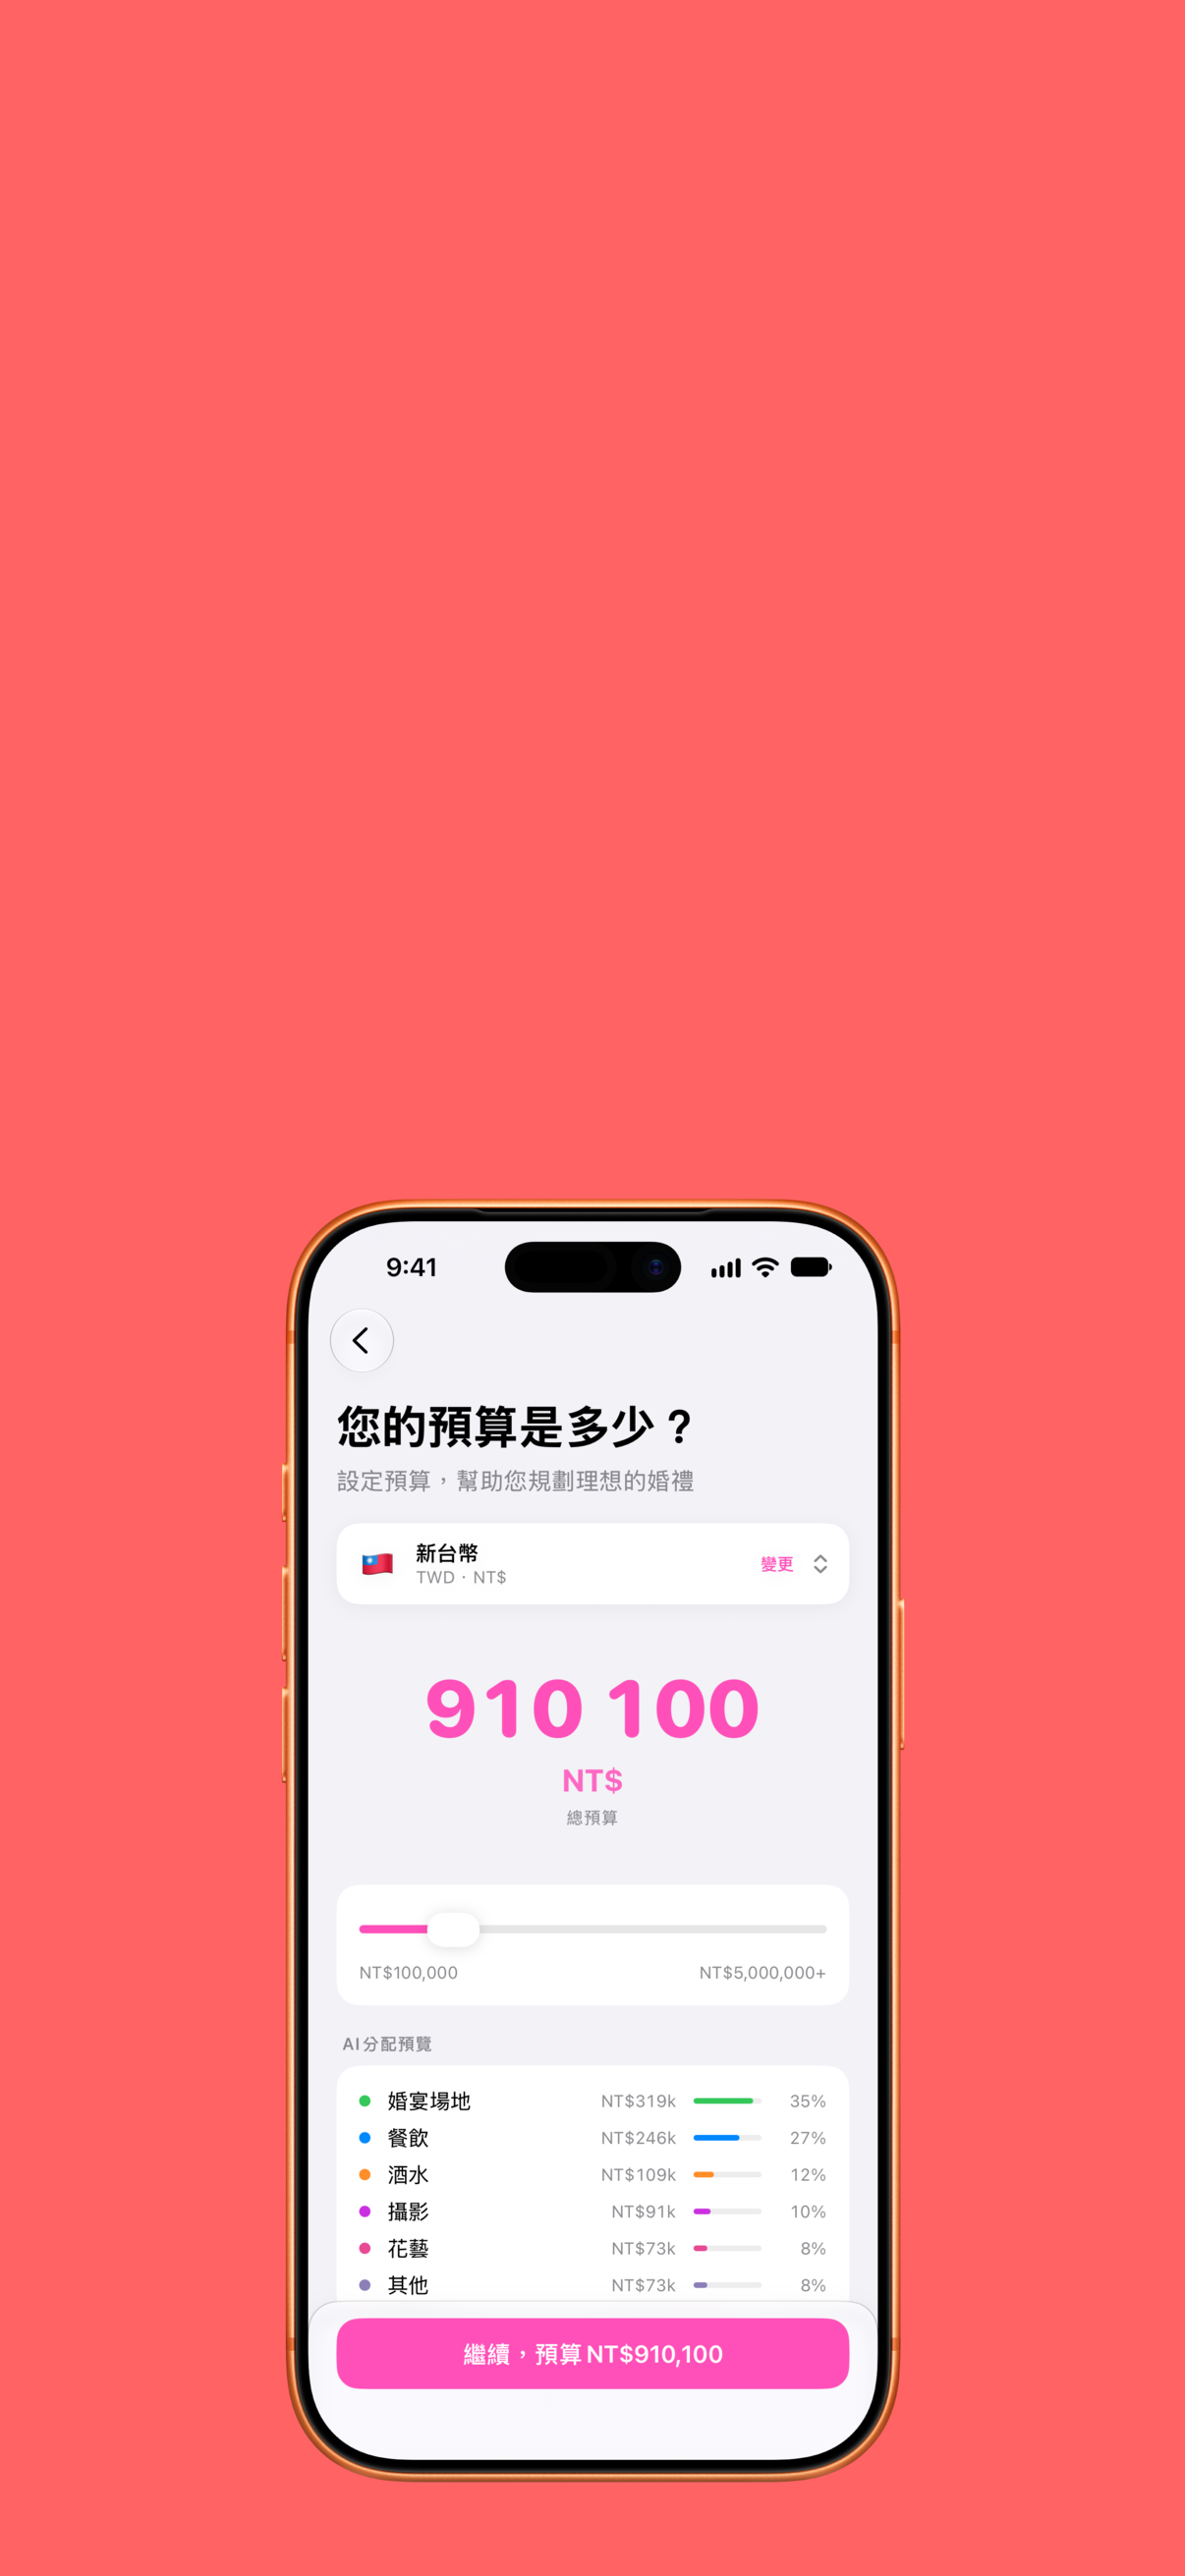 9:41
您的預算是多少？
設定預算，幫助您規劃理想的婚禮
新台幣
TWD · NT$
變更
910 100
NT$
總預算
NT$100,000 NT$5,000,000+
AI分配預覽
婚宴場地 NT$319k 35%
餐飲 NT$246k 27%
酒水 NT$109k 12%
攝影 NT$91k 10%
花藝 NT$73k 8%
其他 NT$73k 8%
繼續，預算 NT$910,100